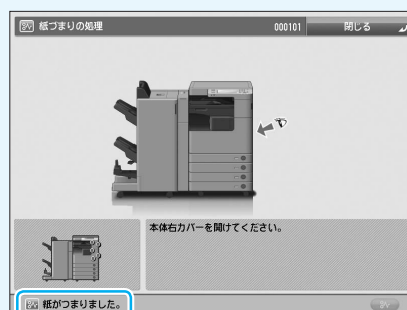 紙づまりの処理
000101
閉じる
本体右カバーを開けてください。
紙がつまりました。